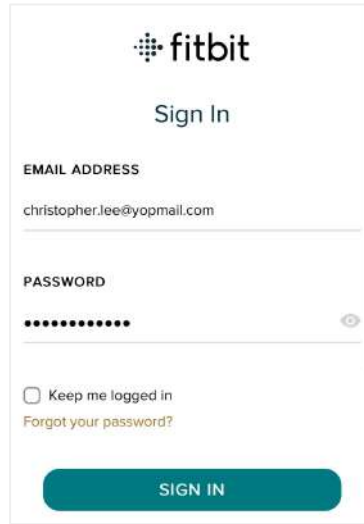 fitbit
Sign In
EMAIL ADDRESS
christopher.lee@yopmail.com
PASSWORD
••••••••••••
Keep me logged in
Forgot your password?
SIGN IN